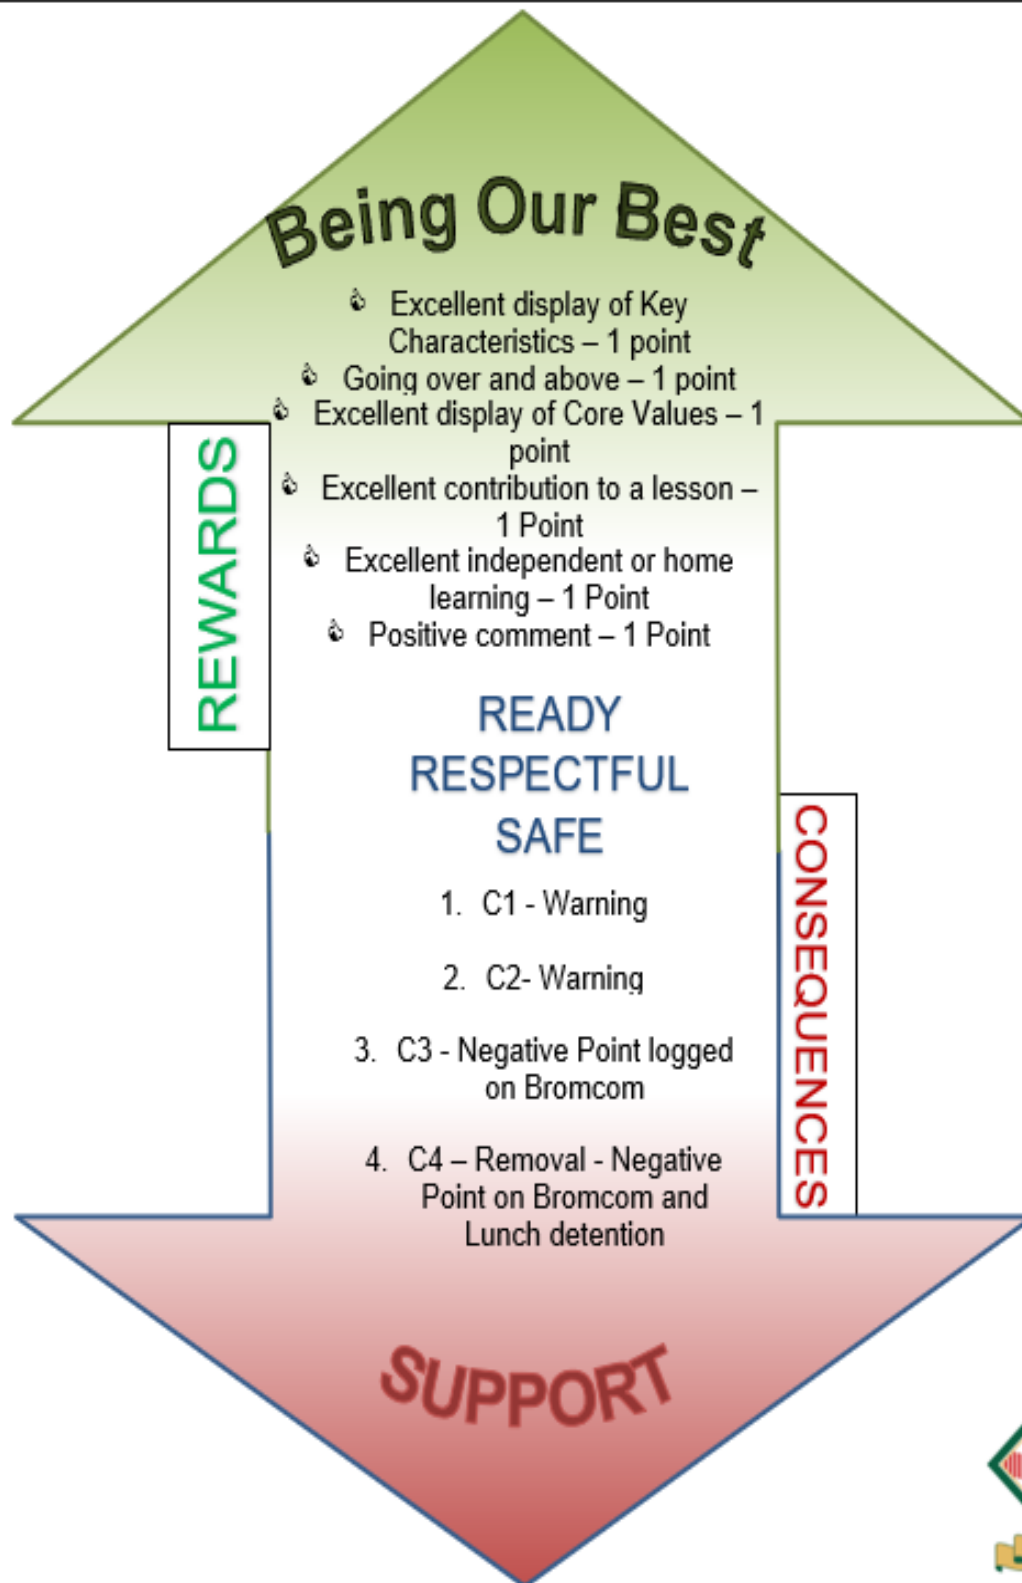 Being Our Best
Excellent display of Key
Characteristics – 1 point
Going over and above – 1 point
Excellent display of Core Values – 1
point
Excellent contribution to a lesson –
1 Point
Excellent independent or home
learning – 1 Point
Positive comment – 1 Point
REWARDS
READY
RESPECTFUL
SAFE
1. C1 - Warning
2. C2- Warning
3. C3 - Negative Point logged
on Bromcom
4. C4 – Removal - Negative
Point on Bromcom and
Lunch detention
CONSEQUENCES
SUPPORT